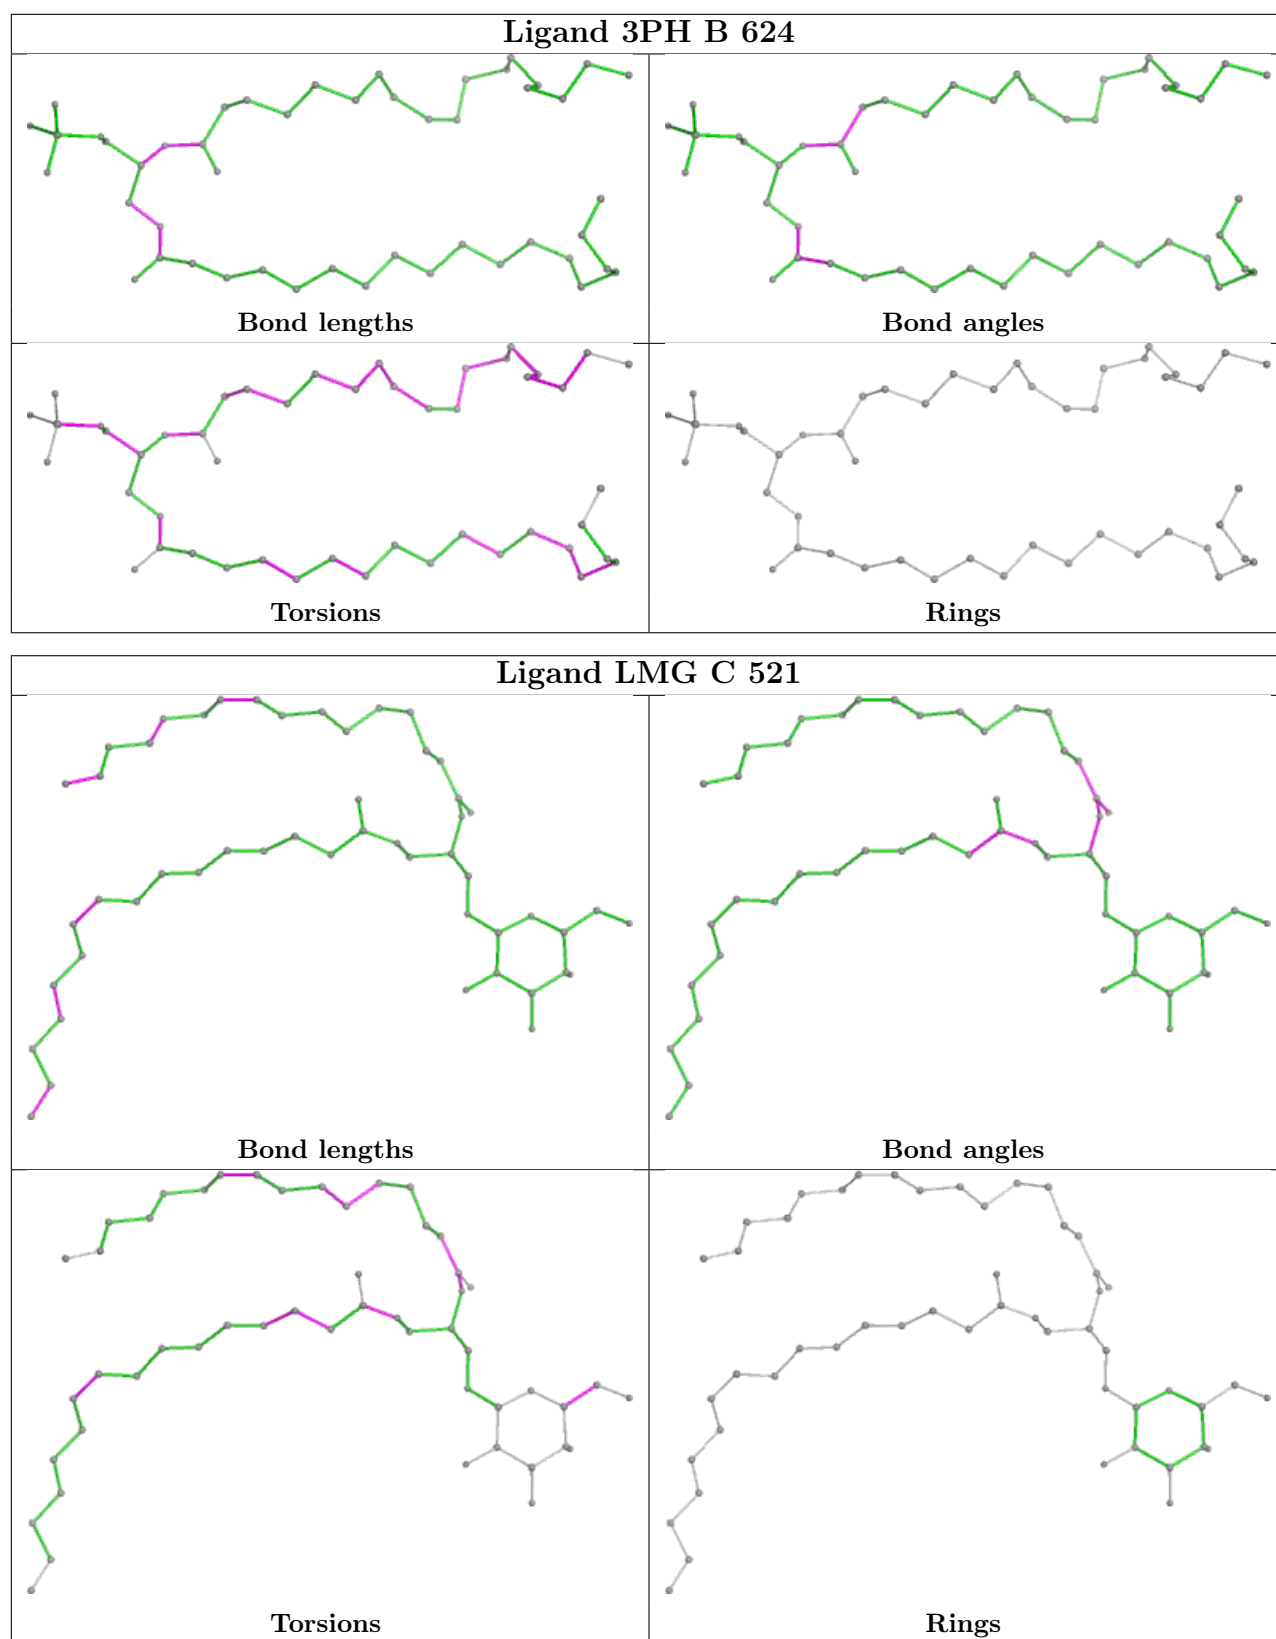 Ligand 3PH B 624
Bond lengths
Bond angles
Torsions
Rings
Ligand LMG C 521
Bond lengths
Bond angles
Torsions
Rings